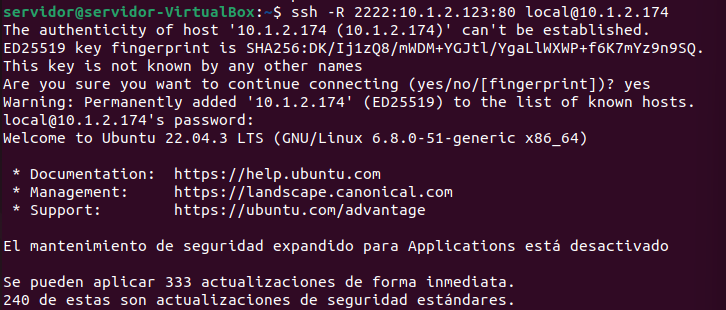 servidor@servidor-VirtualBox:~$ ssh -R 2222:10.1.2.123:80 local@10.1.2.174
The authenticity of host '10.1.2.174 (10.1.2.174)' can't be established.
ED25519 key fingerprint is SHA256:DK/Ij1zQ8/mWDM+YGJtl/YgaLlWXWP+f6K7mYz9n9SQ.
This key is not known by any other names
Are you sure you want to continue connecting (yes/no/[fingerprint])? yes
Warning: Permanently added '10.1.2.174' (ED25519) to the list of known hosts.
local@10.1.2.174's password:
Welcome to Ubuntu 22.04.3 LTS (GNU/Linux 6.8.0-51-generic x86_64)

 * Documentation:  https://help.ubuntu.com
 * Management:     https://landscape.canonical.com
 * Support:        https://ubuntu.com/advantage

El mantenimiento de seguridad expandido para Applications está desactivado

Se pueden aplicar 333 actualizaciones de forma inmediata.
240 de estas son actualizaciones de seguridad estándares.